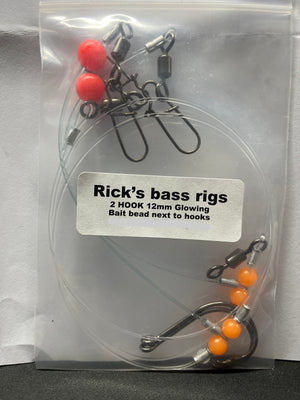 Rick's bass rigs
2 HOOK 12mm Glowing
Bait bead next to hooks